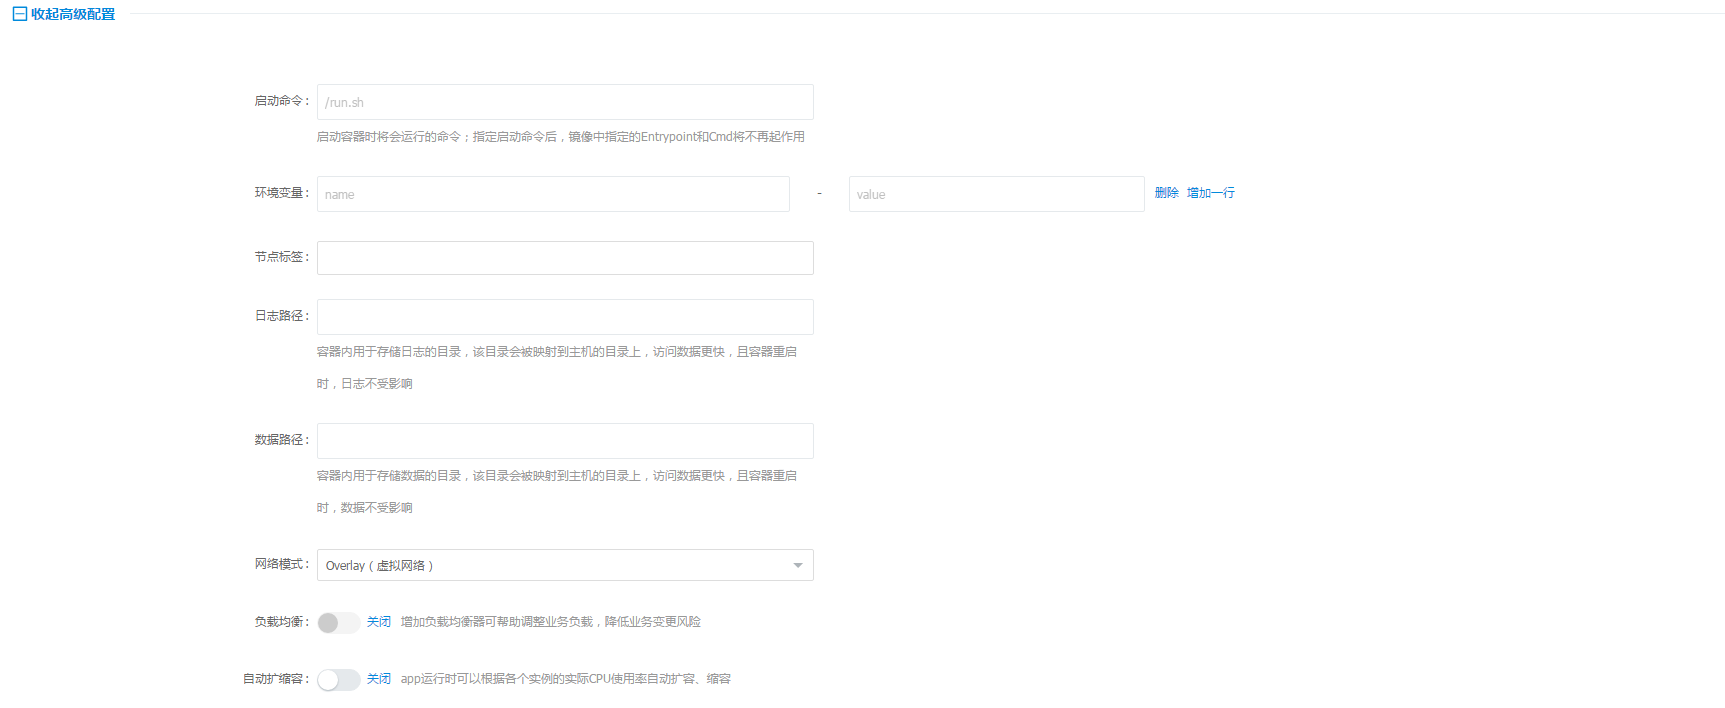 收起高级配置
启动命令：
/run.sh
启动容器时将会运行的命令；指定启动命令后，镜像中指定的Entrypoint和Cmd将不再起作用
环境变量： name - value 删除 增加一行
节点标签：
日志路径：
容器内用于存储日志的目录，该目录会被映射到主机的目录上，访问数据更快，且容器重启
时，日志不受影响
数据路径：
容器内用于存储数据的目录，该目录会被映射到主机的目录上，访问数据更快，且容器重启
时，数据不受影响
网络模式： Overlay（虚拟网络）
负载均衡： 关闭 增加负载均衡器可帮助调整业务负载，降低业务变更风险
自动扩缩容： 关闭 app运行时可以根据各个实例的实际CPU使用率自动扩容、缩容